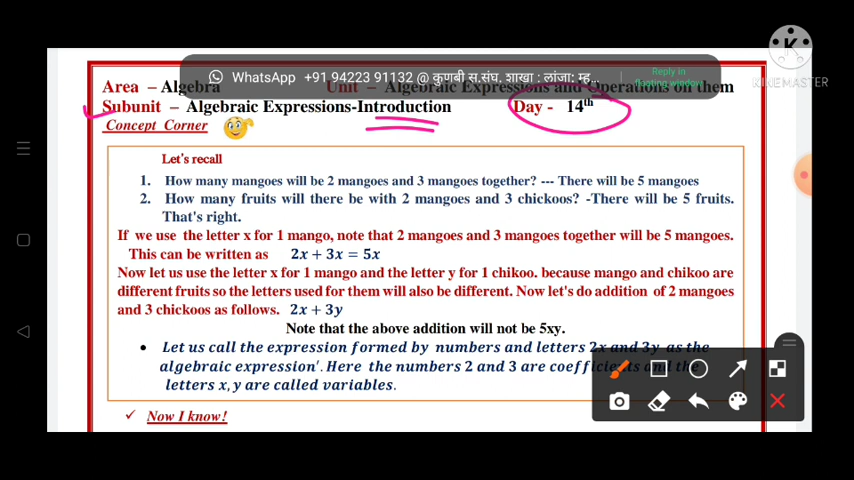 WhatsApp +91 94223 91132 @ कुणबी स.संघ. शाखा : लांजा: म्ह...
Reply in
floating window
KINEMASTER
Area – Algebra Unit – Algebraic Expressions and Operations on them
Subunit – Algebraic Expressions-Introduction Day - 14th
Concept Corner
Let's recall
1. How many mangoes will be 2 mangoes and 3 mangoes together? --- There will be 5 mangoes
2. How many fruits will there be with 2 mangoes and 3 chickoos? -There will be 5 fruits.
That's right.
If we use the letter x for 1 mango, note that 2 mangoes and 3 mangoes together will be 5 mangoes.
This can be written as 2x + 3x = 5x
Now let us use the letter x for 1 mango and the letter y for 1 chikoo. because mango and chikoo are
different fruits so the letters used for them will also be different. Now let's do addition of 2 mangoes
and 3 chickoos as follows. 2x + 3y
Note that the above addition will not be 5xy.
• Let us call the expression formed by numbers and letters 2x and 3y as the
algebraic expression'. Here the numbers 2 and 3 are coefficients and the
letters x, y are called variables.
✓ Now I know!